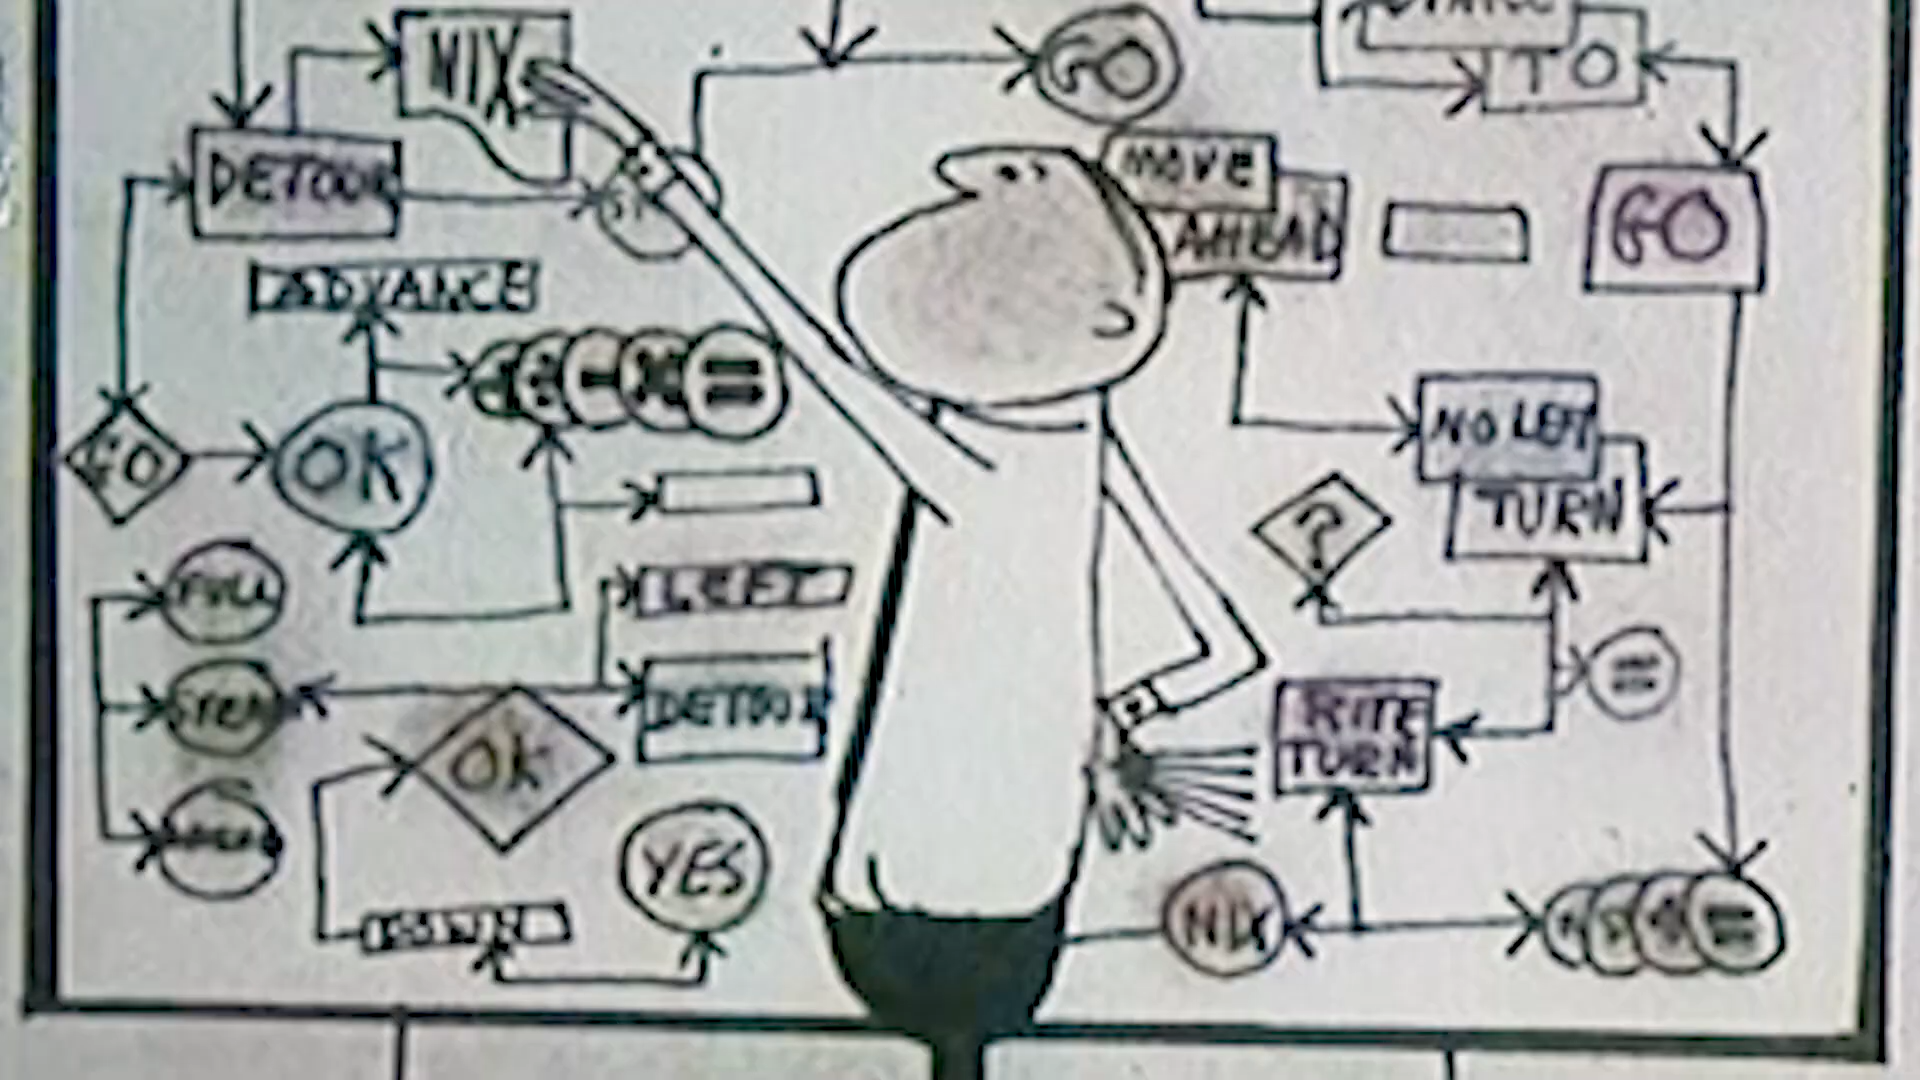 NIX
GO
TO
DETOUR
MOVE
AHEAD
GO
ADVANCE
GO
OK
NO LEFT
TURN
?
FULL
LEFT
DETOUR
RITE
TURN
OK
YES
NIX